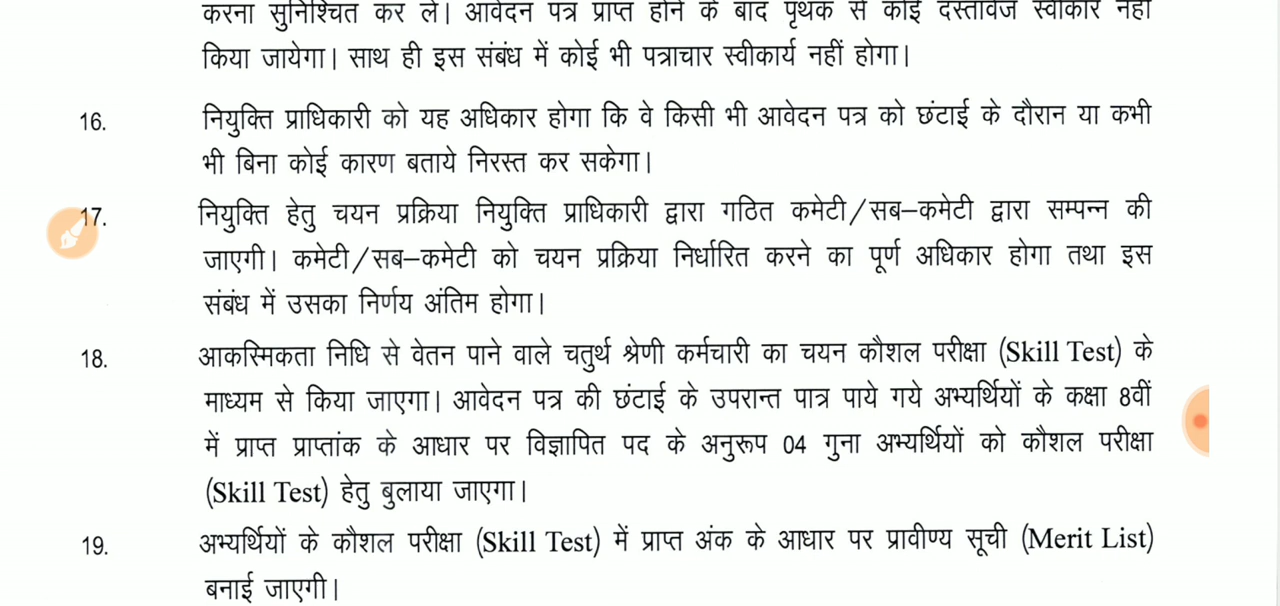 करना सुनिश्चित कर ले। आवेदन पत्र प्राप्त होने के बाद पृथक से कोई दस्तावेज स्वीकार नहीं
किया जायेगा। साथ ही इस संबंध में कोई भी पत्राचार स्वीकार्य नहीं होगा।
16. नियुक्ति प्राधिकारी को यह अधिकार होगा कि वे किसी भी आवेदन पत्र को छंटाई के दौरान या कभी
भी बिना कोई कारण बताये निरस्त कर सकेगा।
17. नियुक्ति हेतु चयन प्रक्रिया नियुक्ति प्राधिकारी द्वारा गठित कमेटी/सब–कमेटी द्वारा सम्पन्न की
जाएगी। कमेटी/सब–कमेटी को चयन प्रक्रिया निर्धारित करने का पूर्ण अधिकार होगा तथा इस
संबंध में उसका निर्णय अंतिम होगा।
18. आकस्मिकता निधि से वेतन पाने वाले चतुर्थ श्रेणी कर्मचारी का चयन कौशल परीक्षा (Skill Test) के
माध्यम से किया जाएगा। आवेदन पत्र की छंटाई के उपरान्त पात्र पाये गये अभ्यर्थियों के कक्षा 8वीं
में प्राप्त प्राप्तांक के आधार पर विज्ञापित पद के अनुरूप 04 गुना अभ्यर्थियों को कौशल परीक्षा
(Skill Test) हेतु बुलाया जाएगा।
19. अभ्यर्थियों के कौशल परीक्षा (Skill Test) में प्राप्त अंक के आधार पर प्रावीण्य सूची (Merit List)
बनाई जाएगी।